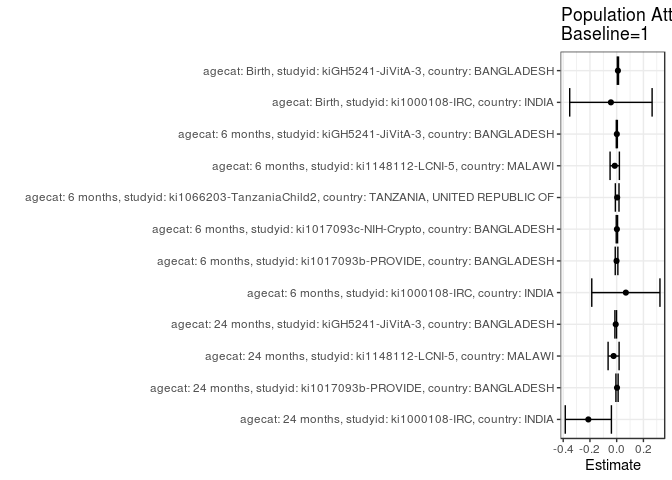 Population Att
Baseline=1
agecat: Birth, studyid: kiGH5241-JiVitA-3, country: BANGLADESH
agecat: Birth, studyid: ki1000108-IRC, country: INDIA
agecat: 6 months, studyid: kiGH5241-JiVitA-3, country: BANGLADESH
agecat: 6 months, studyid: ki1148112-LCNI-5, country: MALAWI
agecat: 6 months, studyid: ki1066203-TanzaniaChild2, country: TANZANIA, UNITED REPUBLIC OF
agecat: 6 months, studyid: ki1017093c-NIH-Crypto, country: BANGLADESH
agecat: 6 months, studyid: ki1017093b-PROVIDE, country: BANGLADESH
agecat: 6 months, studyid: ki1000108-IRC, country: INDIA
agecat: 24 months, studyid: kiGH5241-JiVitA-3, country: BANGLADESH
agecat: 24 months, studyid: ki1148112-LCNI-5, country: MALAWI
agecat: 24 months, studyid: ki1017093b-PROVIDE, country: BANGLADESH
agecat: 24 months, studyid: ki1000108-IRC, country: INDIA
-0.4 -0.2 0.0 0.2
Estimate